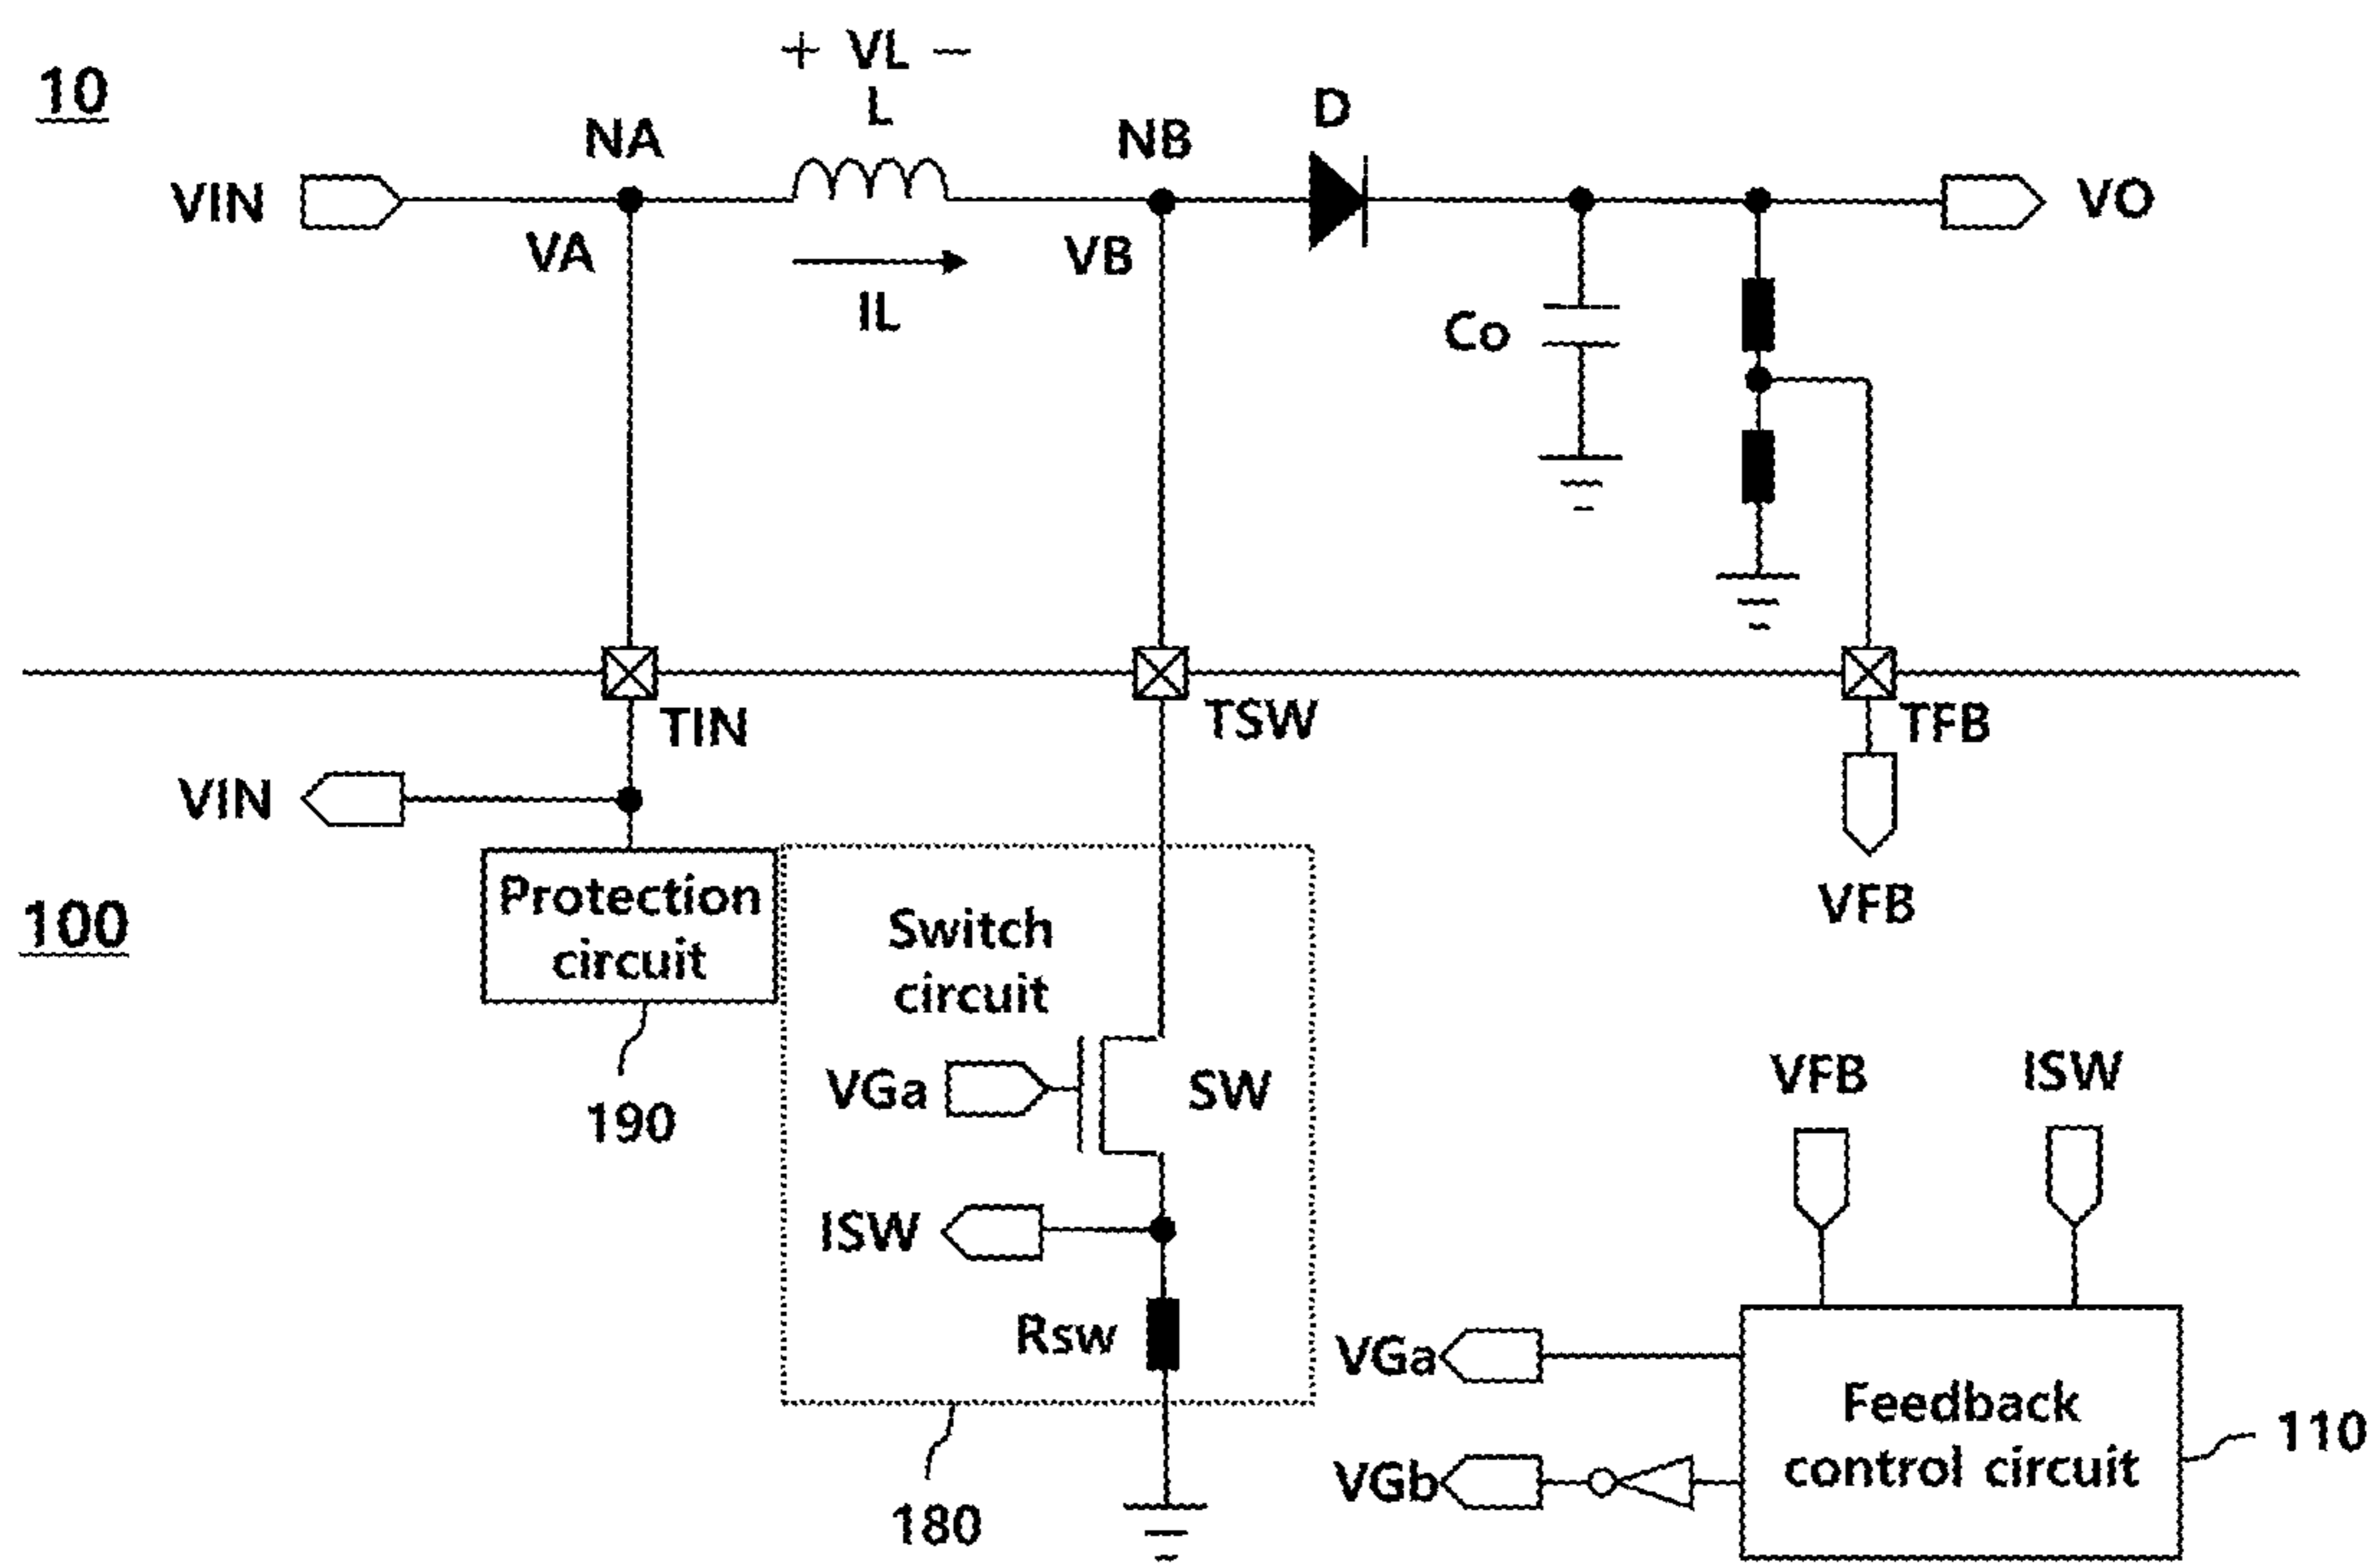 10
+ VL −
L
NA
NB
D
VIN
VO
VA
VB
IL
Co
TIN
TSW
TFB
VIN
VFB
100
Protection
circuit
190
Switch
circuit
VGa
SW
ISW
Rsw
180
VFB
ISW
VGa
VGb
Feedback
control circuit
110